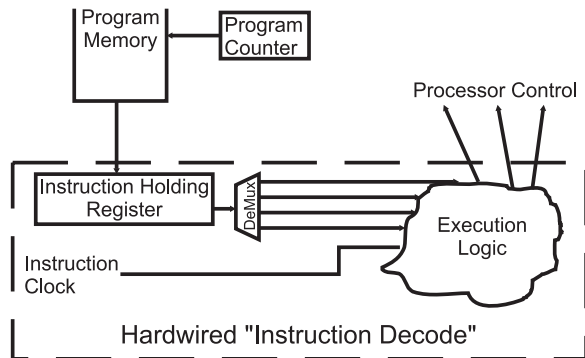 Program
Memory
Program
Counter
Processor Control
Instruction Holding
Register
DeMux
Execution
Logic
Instruction
Clock
Hardwired "Instruction Decode"